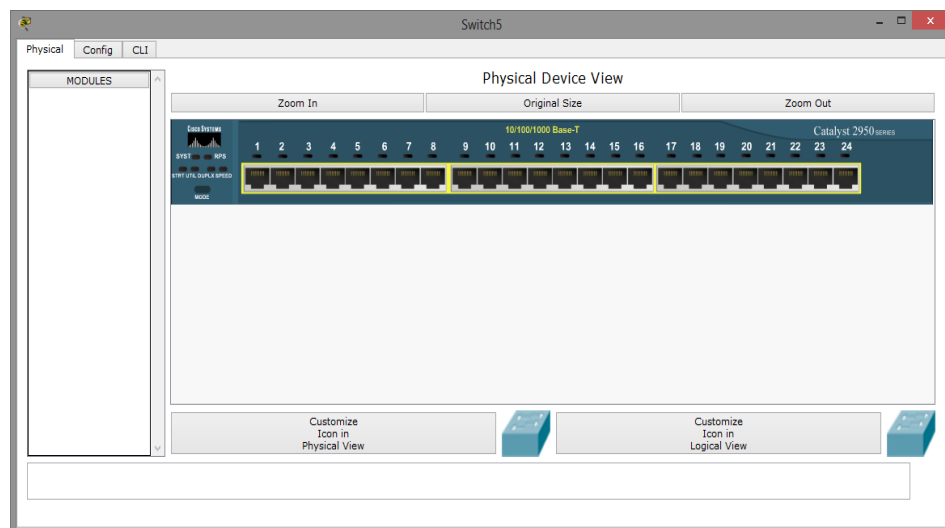 Switch5
Physical Config CLI
MODULES
Physical Device View
Zoom In Original Size Zoom Out
CISCO SYSTEMS
10/100/1000 Base-T
Catalyst 2950 SERIES
SYST RPS
1 2 3 4 5 6 7 8 9 10 11 12 13 14 15 16 17 18 19 20 21 22 23 24
STRT UTIL DUPLX SPEED
MODE
Customize
Icon in
Physical View
Customize
Icon in
Logical View